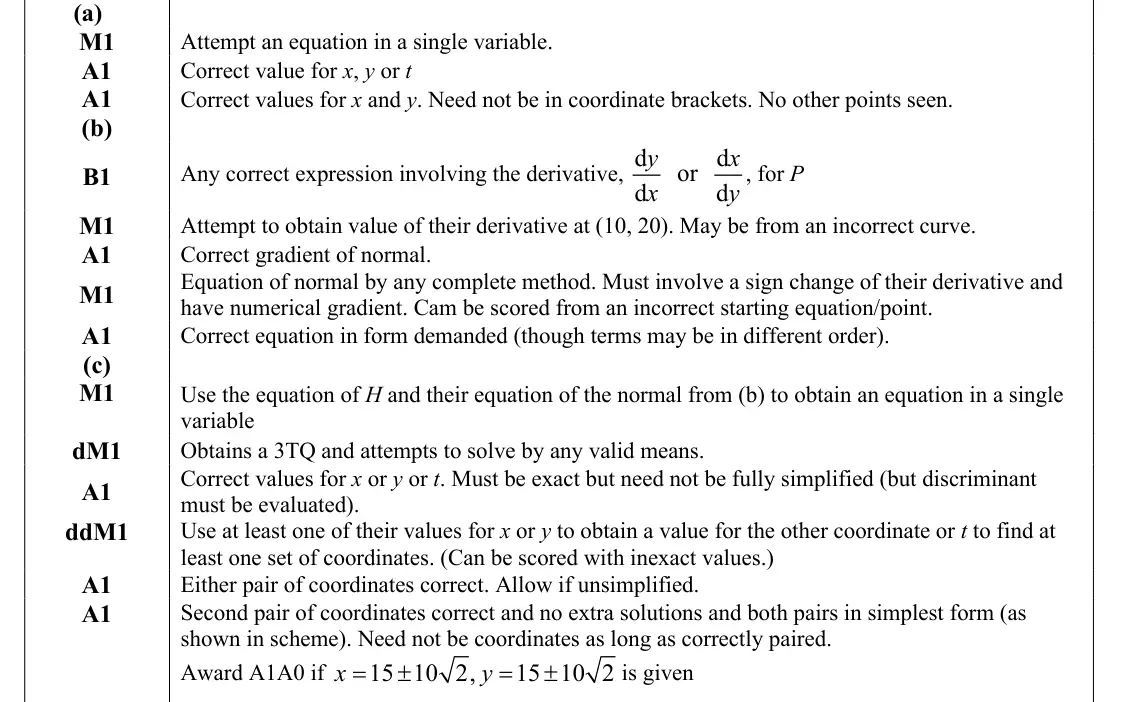 (a)
M1 Attempt an equation in a single variable.
A1 Correct value for x, y or t
A1 Correct values for x and y. Need not be in coordinate brackets. No other points seen.
(b)
B1 Any correct expression involving the derivative, dy/dx or dx/dy, for P
M1 Attempt to obtain value of their derivative at (10, 20). May be from an incorrect curve.
A1 Correct gradient of normal.
M1 Equation of normal by any complete method. Must involve a sign change of their derivative and
have numerical gradient. Cam be scored from an incorrect starting equation/point.
A1 Correct equation in form demanded (though terms may be in different order).
(c)
M1 Use the equation of H and their equation of the normal from (b) to obtain an equation in a single
variable
dM1 Obtains a 3TQ and attempts to solve by any valid means.
A1 Correct values for x or y or t. Must be exact but need not be fully simplified (but discriminant
must be evaluated).
ddM1 Use at least one of their values for x or y to obtain a value for the other coordinate or t to find at
least one set of coordinates. (Can be scored with inexact values.)
A1 Either pair of coordinates correct. Allow if unsimplified.
A1 Second pair of coordinates correct and no extra solutions and both pairs in simplest form (as
shown in scheme). Need not be coordinates as long as correctly paired.
Award A1A0 if x = 15 ± 10√2, y = 15 ± 10√2 is given